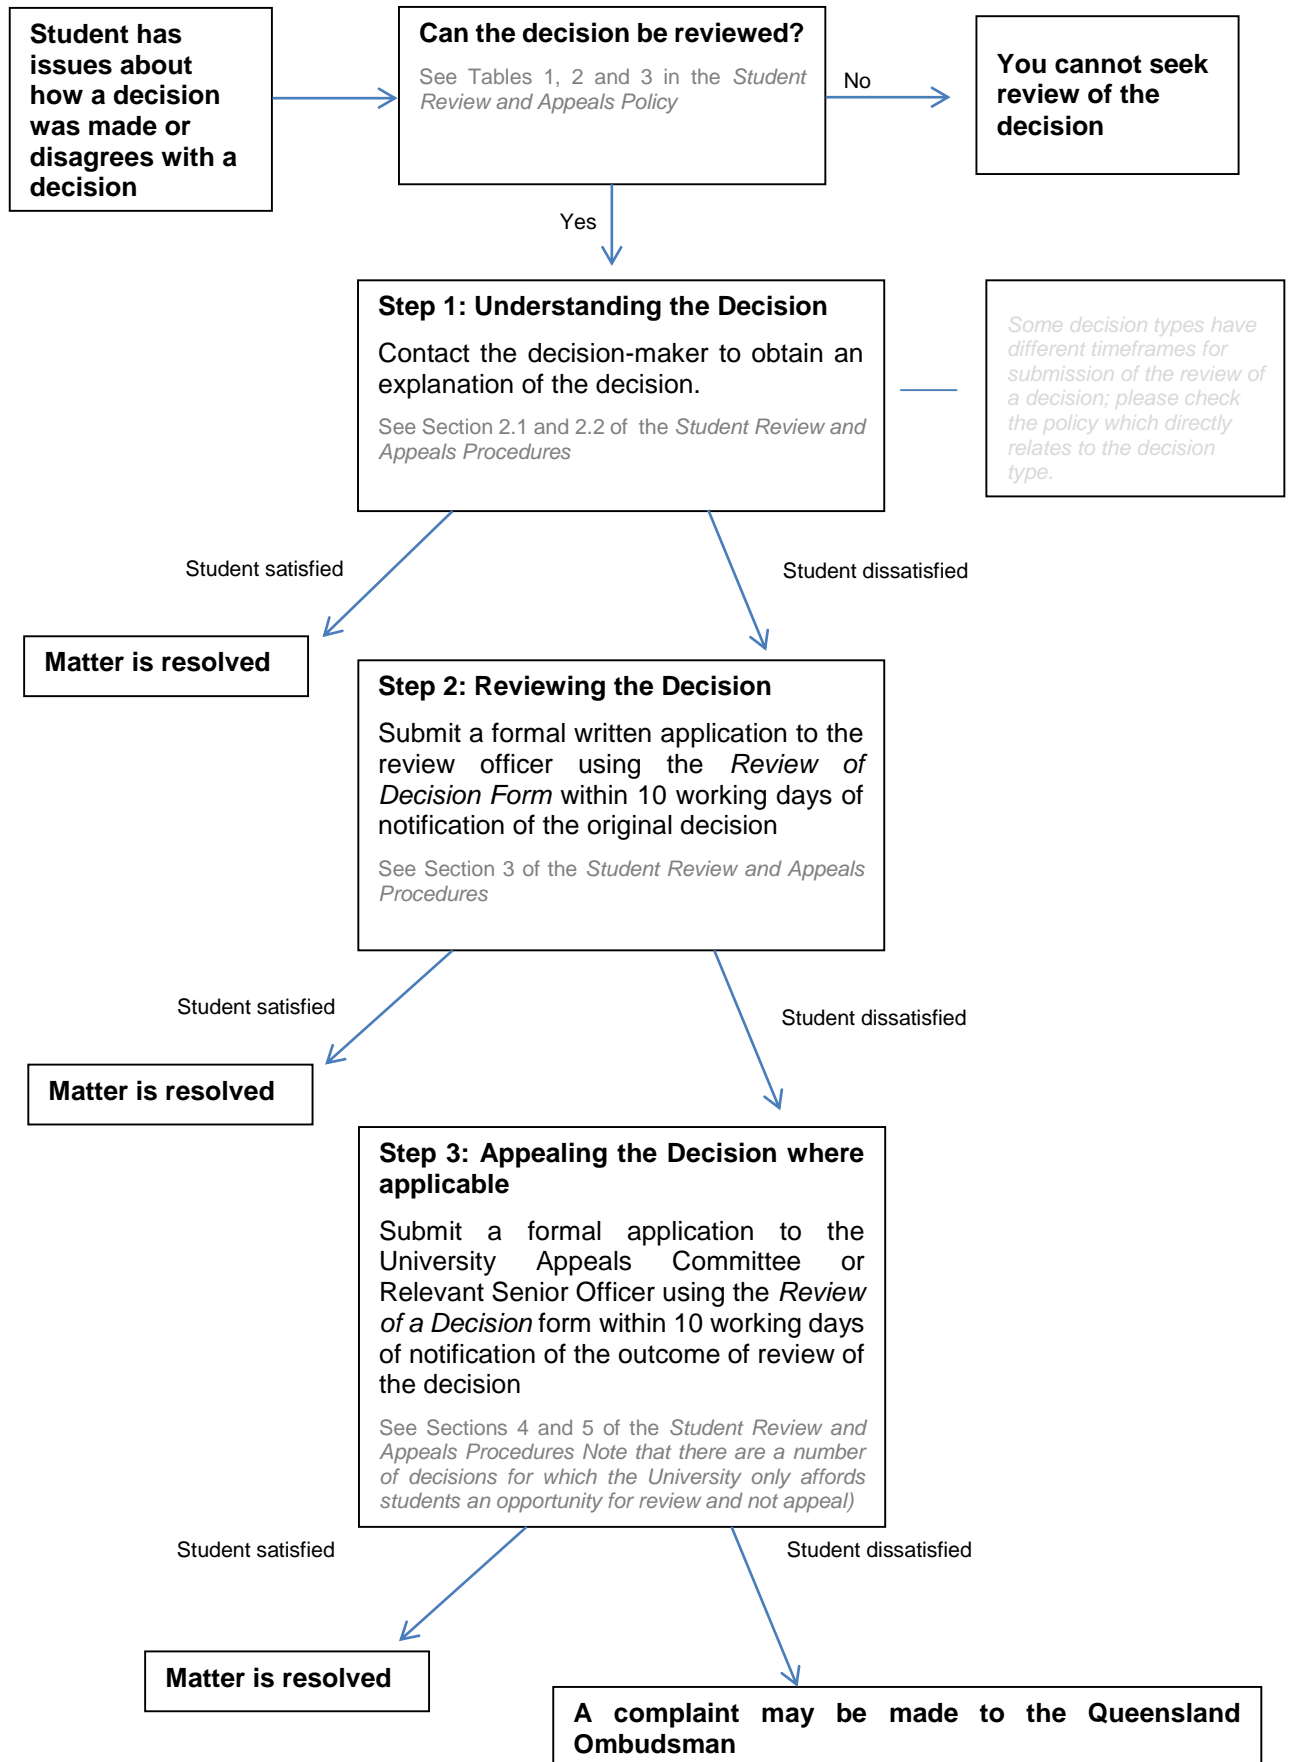 Student has
issues about
how a decision
was made or
disagrees with a
decision
Can the decision be reviewed?
See Tables 1, 2 and 3 in the Student
Review and Appeals Policy
No
You cannot seek
review of the
decision
Yes
Step 1: Understanding the Decision
Contact the decision-maker to obtain an
explanation of the decision.
See Section 2.1 and 2.2 of the Student Review and
Appeals Procedures
Some decision types have
different timeframes for
submission of the review of
a decision; please check
the policy which directly
relates to the decision
type.
Student satisfied
Student dissatisfied
Matter is resolved
Step 2: Reviewing the Decision
Submit a formal written application to the
review officer using the Review of
Decision Form within 10 working days of
notification of the original decision
See Section 3 of the Student Review and Appeals
Procedures
Student satisfied
Student dissatisfied
Matter is resolved
Step 3: Appealing the Decision where
applicable
Submit a formal application to the
University Appeals Committee or
Relevant Senior Officer using the Review
of a Decision form within 10 working days
of notification of the outcome of review of
the decision
See Sections 4 and 5 of the Student Review and
Appeals Procedures Note that there are a number
of decisions for which the University only affords
students an opportunity for review and not appeal)
Student satisfied
Student dissatisfied
Matter is resolved
A complaint may be made to the Queensland
Ombudsman